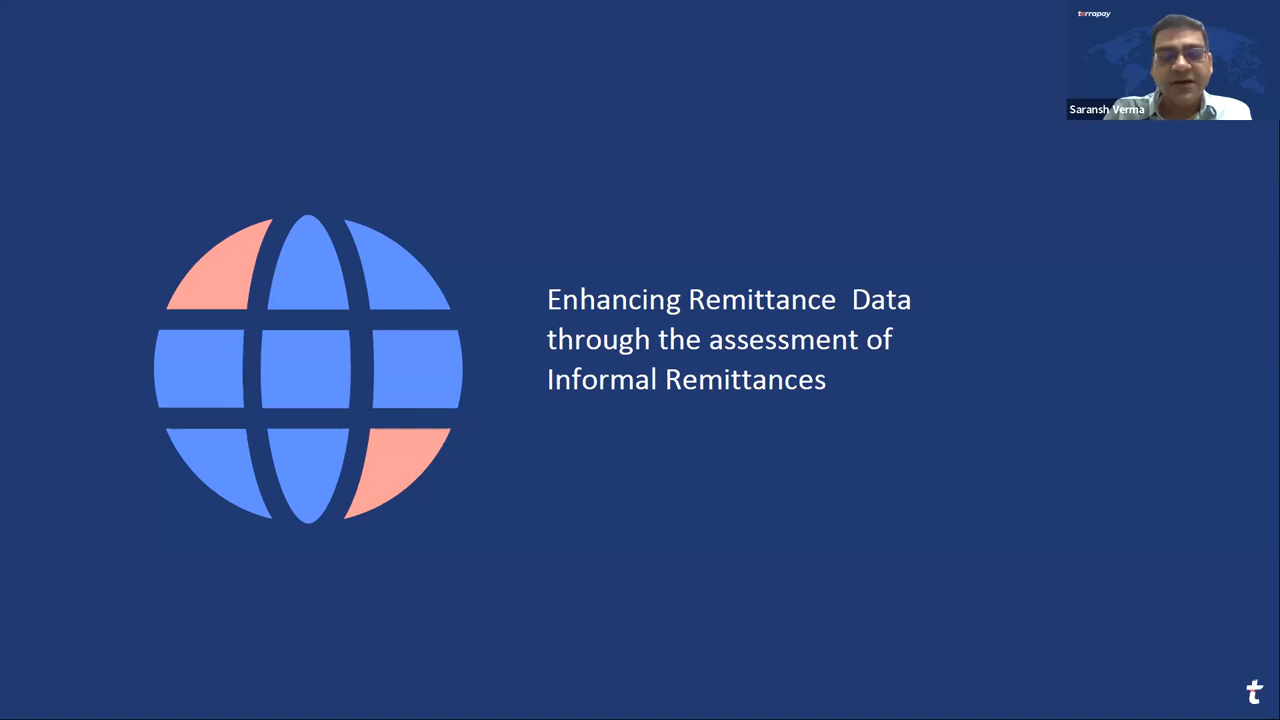 terrapay
Saransh Verma
Enhancing Remittance  Data
through the assessment of
Informal Remittances
t